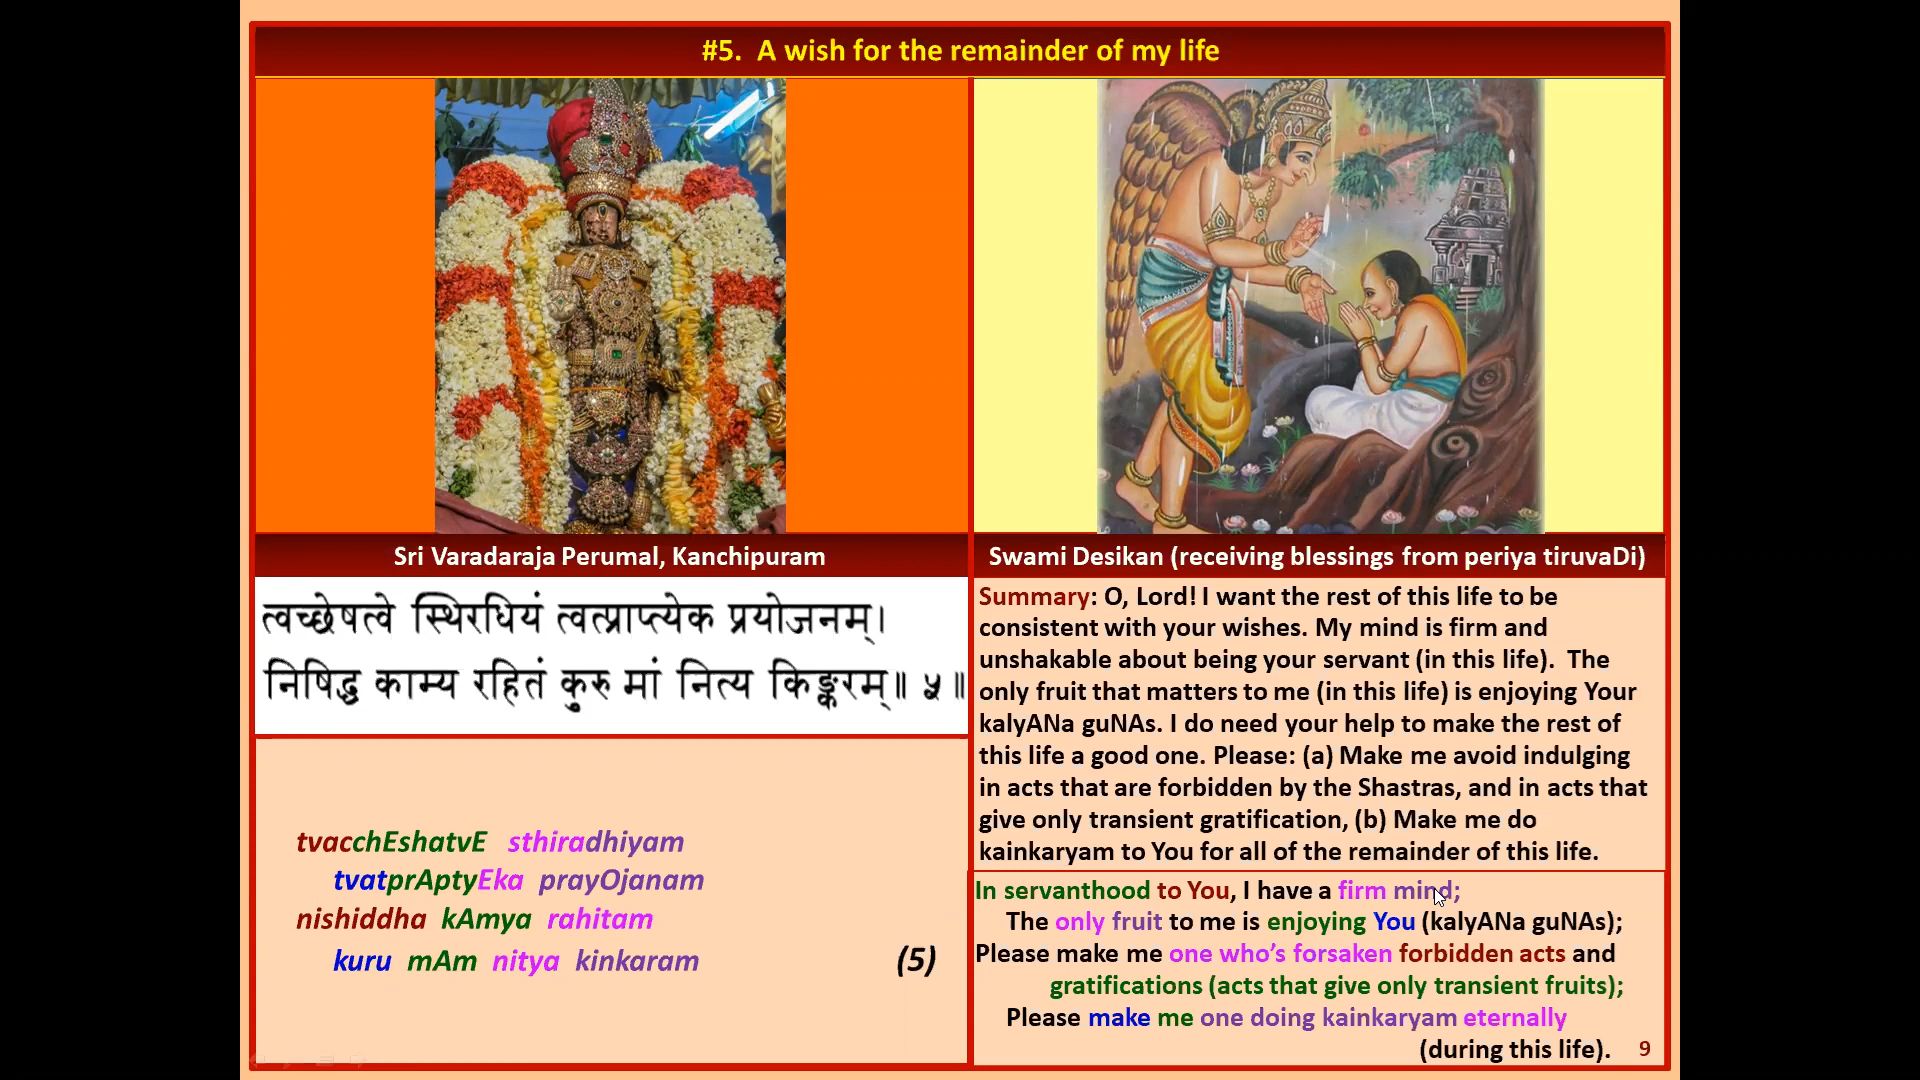 #5. A wish for the remainder of my life
Sri Varadaraja Perumal, Kanchipuram
त्वच्छेषत्वे स्थिरधियं त्वत्प्राप्त्येक प्रयोजनम्।
निषिद्ध काम्य रहितं कुरु मां नित्य किङ्करम्॥ ५॥
tvacchEshatvE sthiradhiyam
tvatprAptyEka prayOjanam
nishiddha kAmya rahitam
kuru mAm nitya kinkaram (5)
Swami Desikan (receiving blessings from periya tiruvaDi)
Summary: O, Lord! I want the rest of this life to be
consistent with your wishes. My mind is firm and
unshakable about being your servant (in this life). The
only fruit that matters to me (in this life) is enjoying Your
kalyANa guNAs. I do need your help to make the rest of
this life a good one. Please: (a) Make me avoid indulging
in acts that are forbidden by the Shastras, and in acts that
give only transient gratification, (b) Make me do
kainkaryam to You for all of the remainder of this life.
In servanthood to You, I have a firm mind;
The only fruit to me is enjoying You (kalyANa guNAs);
Please make me one who's forsaken forbidden acts and
gratifications (acts that give only transient fruits);
Please make me one doing kainkaryam eternally
(during this life). 9